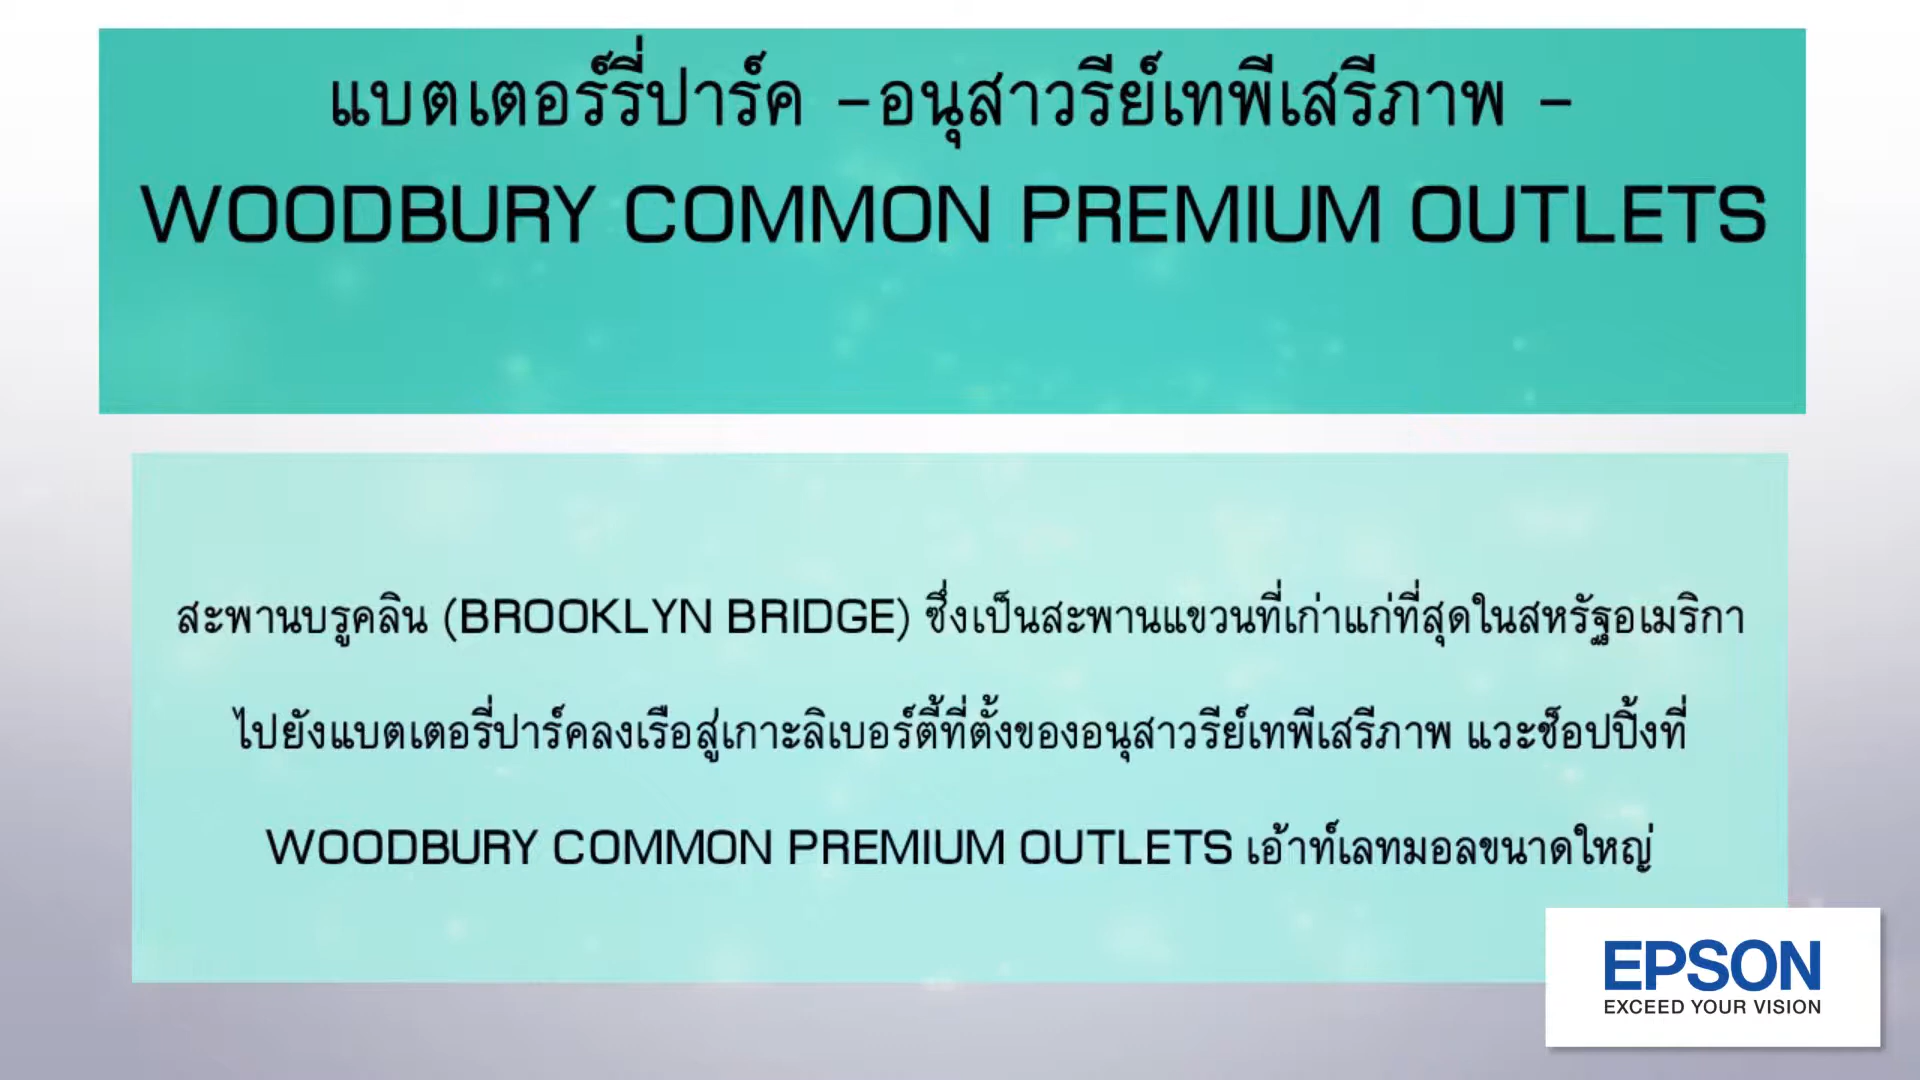 แบตเตอร์รี่ปาร์ค -อนุสาวรีย์เทพีเสรีภาพ -
WOODBURY COMMON PREMIUM OUTLETS
สะพานบรูคลิน (BROOKLYN BRIDGE) ซึ่งเป็นสะพานแขวนที่เก่าแก่ที่สุดในสหรัฐอเมริกา
ไปยังแบตเตอรี่ปาร์คลงเรือสู่เกาะลิเบอร์ตี้ที่ตั้งของอนุสาวรีย์เทพีเสรีภาพ แวะช็อปปิ้งที่
WOODBURY COMMON PREMIUM OUTLETS เอ้าท์เลทมอลขนาดใหญ่
EPSON
EXCEED YOUR VISION